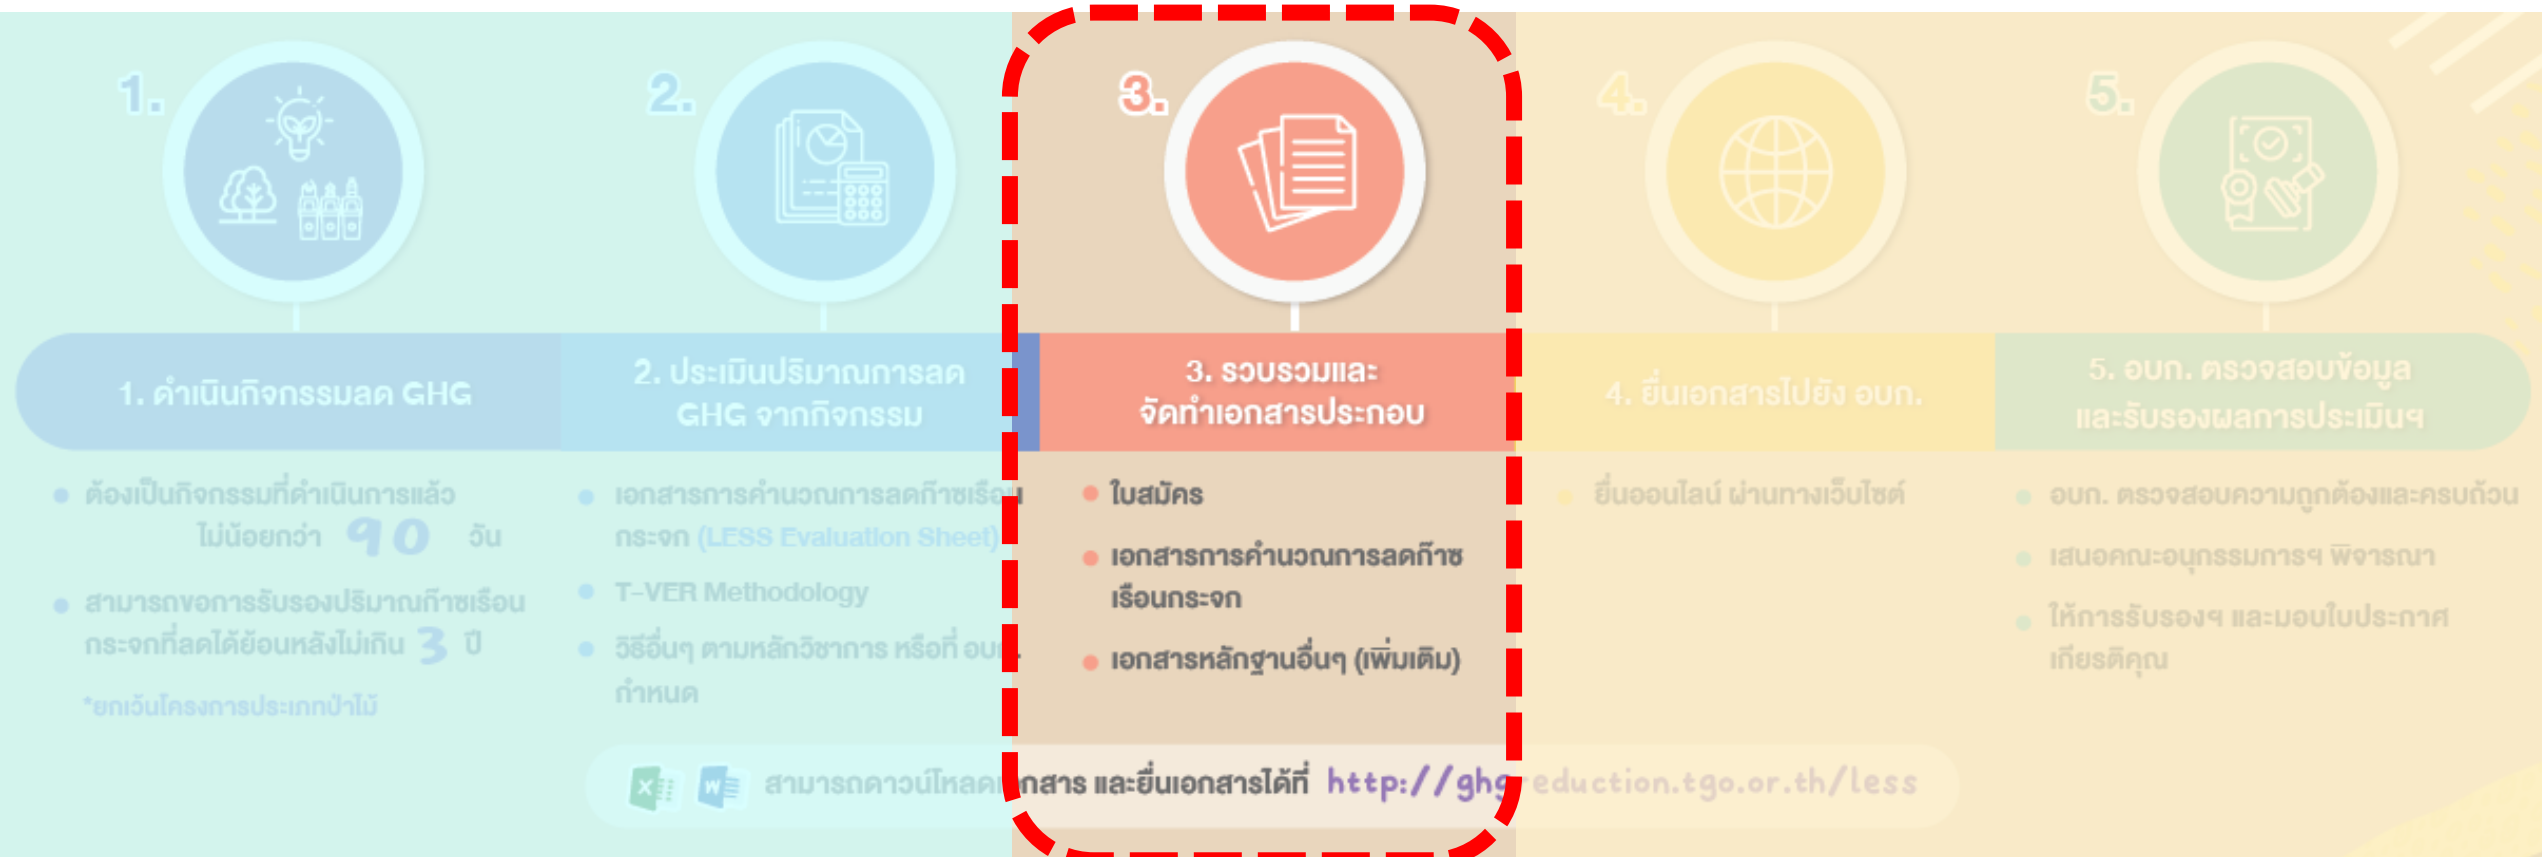 1.
2.
3.
4.
5.
1. ดำเนินกิจกรรมลด GHG
2. ประเมินปริมาณการลด
GHG จากกิจกรรม
3. รวบรวมและ
จัดทำเอกสารประกอบ
4. ยื่นเอกสารไปยัง อบก.
5. อบก. ตรวจสอบข้อมูล
และรับรองผลการประเมินฯ
ต้องเป็นกิจกรรมที่ดำเนินการแล้ว
ไม่น้อยกว่า 90 วัน
สามารถขอการรับรองปริมาณก๊าซเรือน
กระจกที่ลดได้ย้อนหลังไม่เกิน 3 ปี
*ยกเว้นโครงการประเภทป่าไม้
เอกสารการคำนวณการลดก๊าซเรือน
กระจก (LESS Evaluation Sheet)
T-VER Methodology
วิธีอื่นๆ ตามหลักวิชาการ หรือที่ อบก.
กำหนด
ใบสมัคร
เอกสารการคำนวณการลดก๊าซ
เรือนกระจก
เอกสารหลักฐานอื่นๆ (เพิ่มเติม)
ยื่นออนไลน์ ผ่านทางเว็บไซต์
อบก. ตรวจสอบความถูกต้องและครบถ้วน
เสนอคณะอนุกรรมการฯ พิจารณา
ให้การรับรองฯ และมอบใบประกาศ
เกียรติคุณ
สามารถดาวน์โหลดเอกสาร และยื่นเอกสารได้ที่ http://ghgreduction.tgo.or.th/less